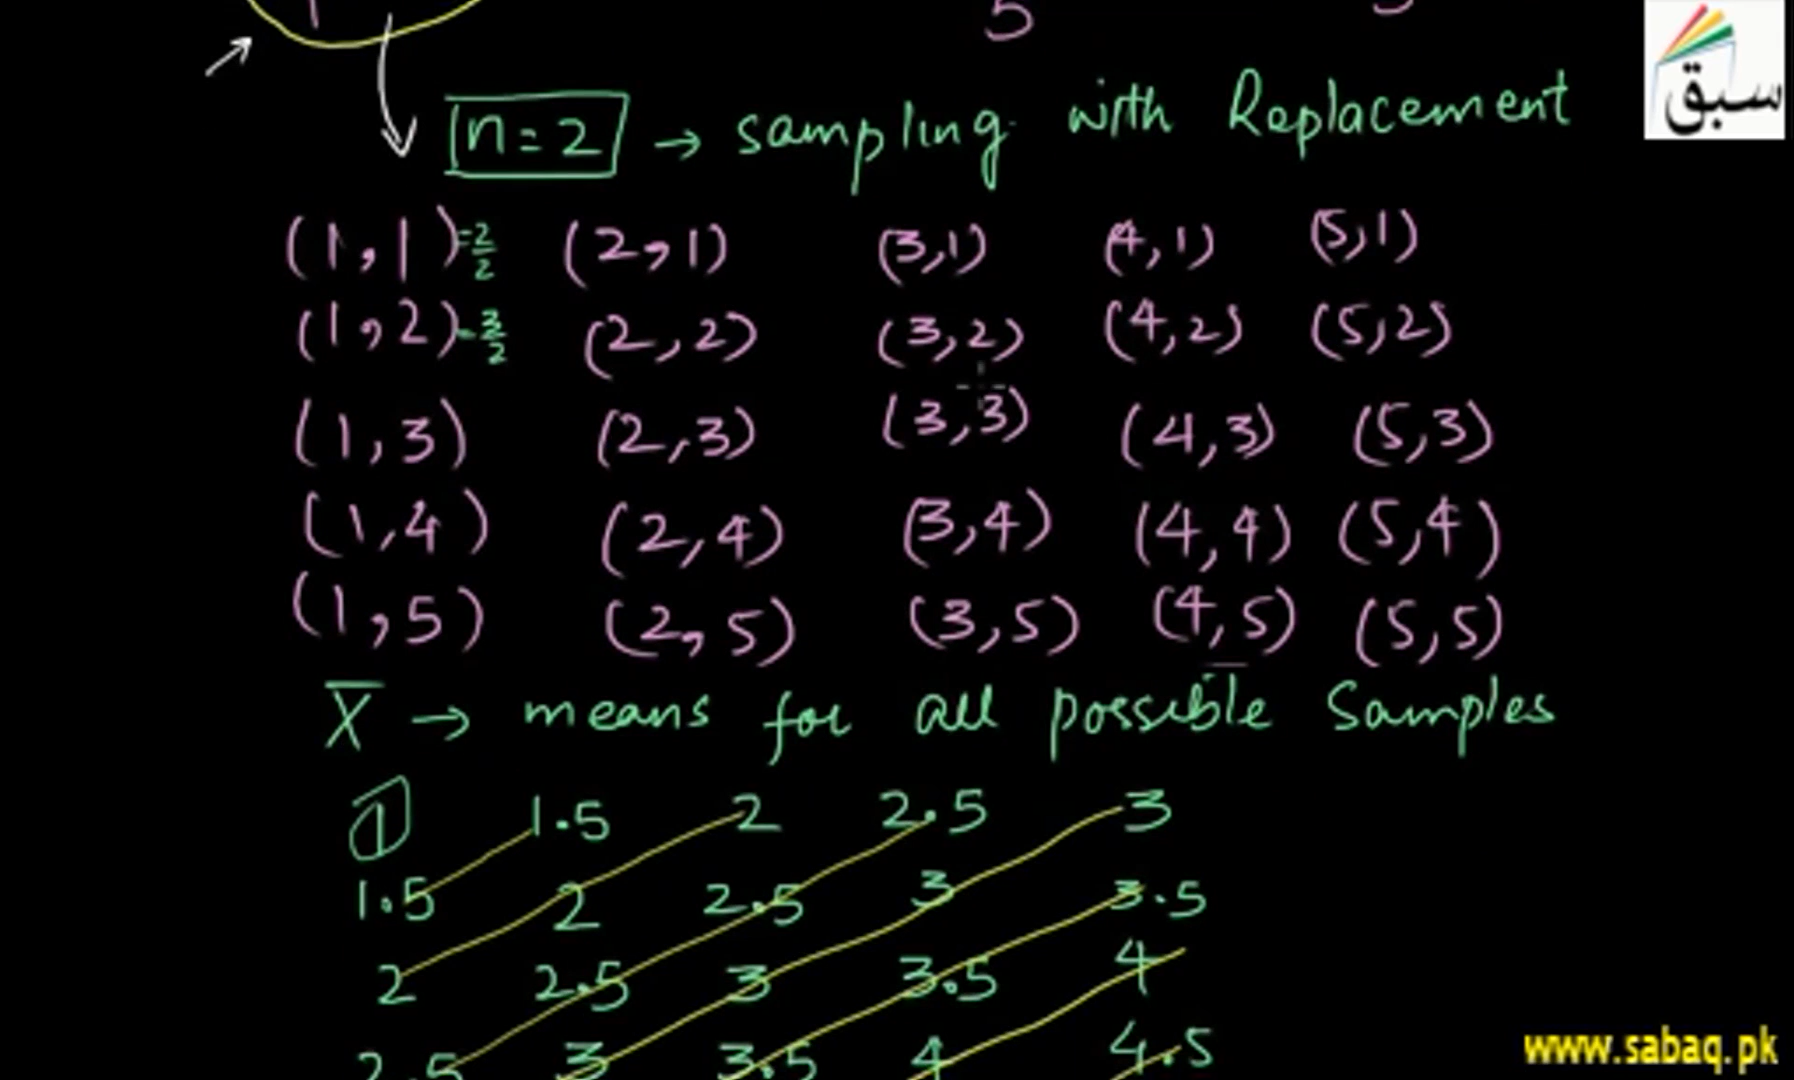 5
سبق
n=2 → sampling with Replacement
(1,1)=2/2 (2,1) (3,1) (4,1) (5,1)
(1,2)=3/2 (2,2) (3,2) (4,2) (5,2)
(1,3) (2,3) (3,3) (4,3) (5,3)
(1,4) (2,4) (3,4) (4,4) (5,4)
(1,5) (2,5) (3,5) (4,5) (5,5)
X̄ → means for all possible Samples
1 1.5 2 2.5 3
1.5 2 2.5 3 3.5
2 2.5 3 3.5 4
2.5 3 3.5 4 4.5
www.sabaq.pk